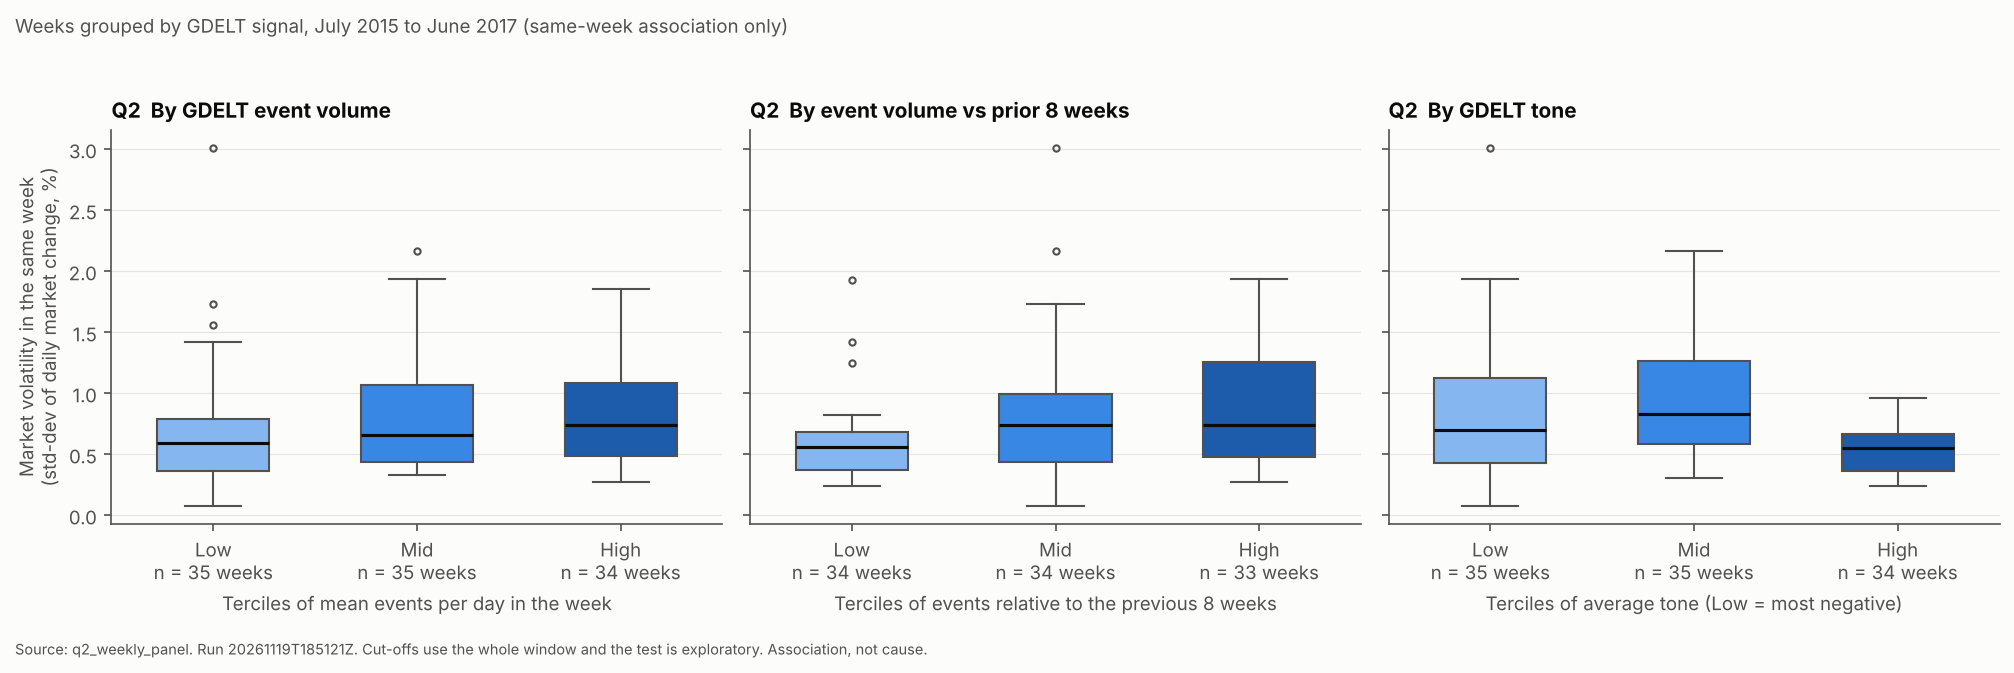 Weeks grouped by GDELT signal, July 2015 to June 2017 (same-week association only)
Q2 By GDELT event volume
Q2 By event volume vs prior 8 weeks
Q2 By GDELT tone
Market volatility in the same week
(std-dev of daily market change, %)
3.0
2.5
2.0
1.5
1.0
0.5
0.0
Low
n = 35 weeks
Mid
n = 35 weeks
High
n = 34 weeks
Terciles of mean events per day in the week
Low
n = 34 weeks
Mid
n = 34 weeks
High
n = 33 weeks
Terciles of events relative to the previous 8 weeks
Low
n = 35 weeks
Mid
n = 35 weeks
High
n = 34 weeks
Terciles of average tone (Low = most negative)
Source: q2_weekly_panel. Run 20261119T185121Z. Cut-offs use the whole window and the test is exploratory. Association, not cause.